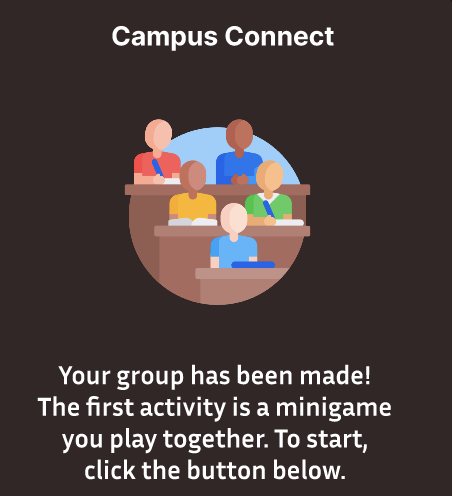 Campus Connect
Your group has been made!
The first activity is a minigame
you play together. To start,
click the button below.